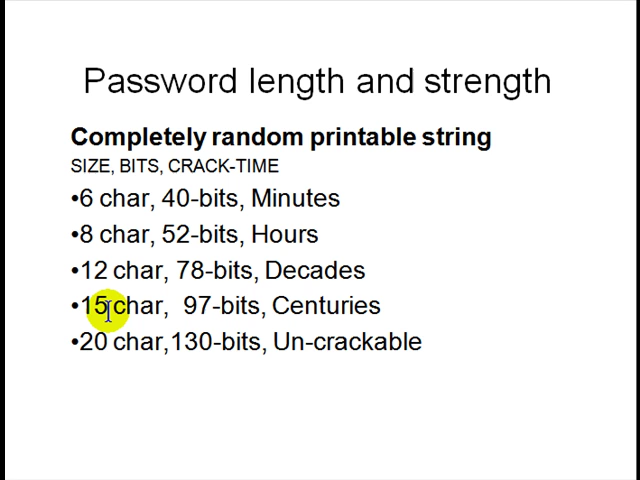 Password length and strength
Completely random printable string
SIZE, BITS, CRACK-TIME
•6 char, 40-bits, Minutes
•8 char, 52-bits, Hours
•12 char, 78-bits, Decades
•15 char,  97-bits, Centuries
•20 char,130-bits, Un-crackable